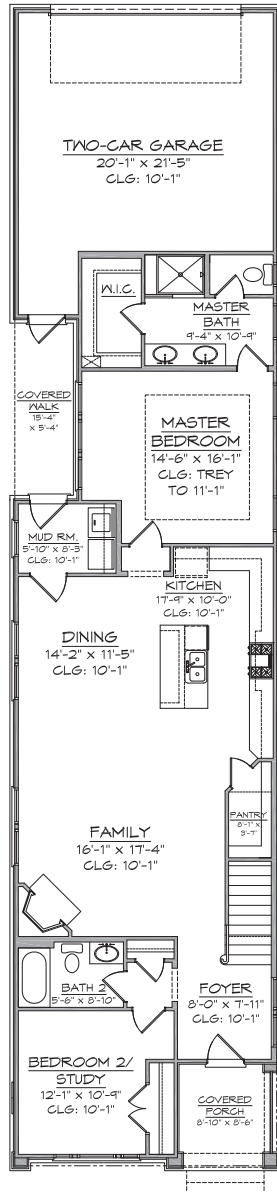 TWO-CAR GARAGE
20'-1" x 21'-5"
CLG: 10'-1"
W.I.C.
MASTER
BATH
9'-4" x 10'-9"
COVERED
WALK
15'-4"
x 5'-4"
MASTER
BEDROOM
14'-6" x 16'-1"
CLG: TREY
TO 11'-1"
MUD RM.
5'-10" x 8'-3"
CLG: 10'-1"
KITCHEN
17'-9" x 10'-0"
CLG: 10'-1"
DINING
14'-2" x 11'-5"
CLG: 10'-1"
PANTRY
8'-1" x
3'-7"
FAMILY
16'-1" x 17'-4"
CLG: 10'-1"
BATH 2
5'-6" x 8'-10"
FOYER
8'-0" x 7'-11"
CLG: 10'-1"
BEDROOM 2/
STUDY
12'-1" x 10'-9"
CLG: 10'-1"
COVERED
PORCH
8'-10" x 8'-6"